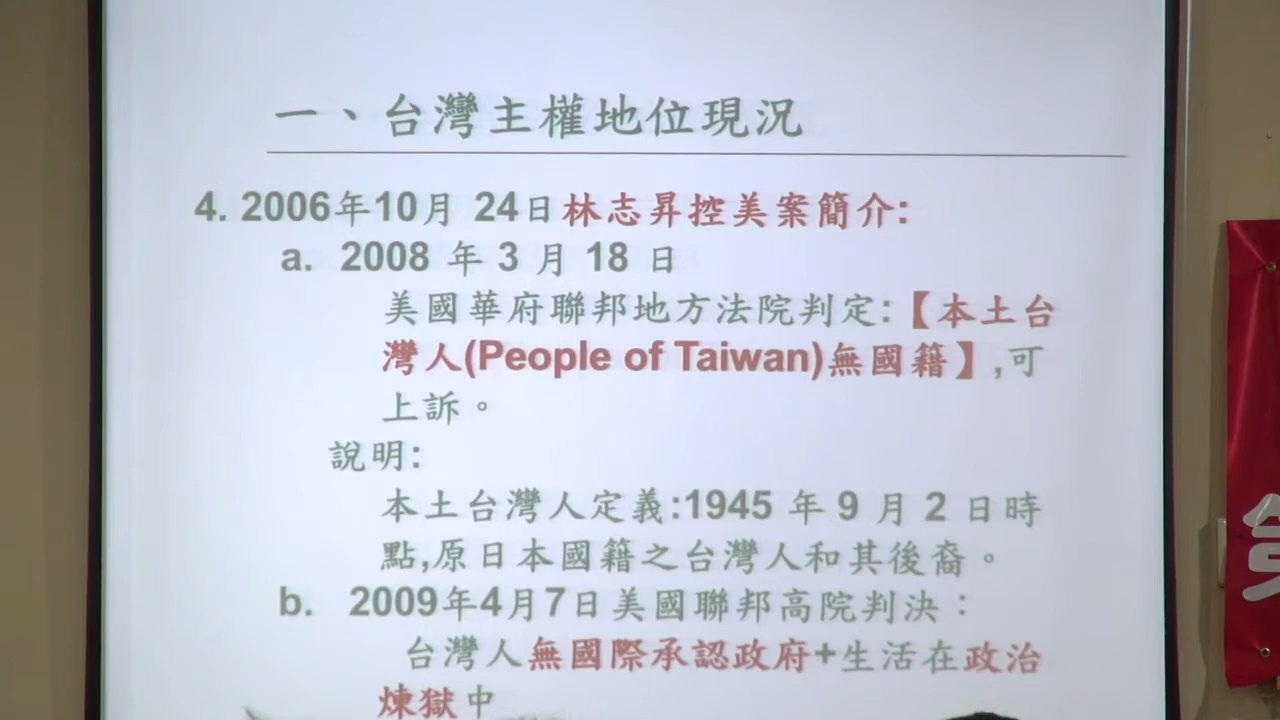 一、台灣主權地位現況
4. 2006年10月 24日林志昇控美案簡介:
a. 2008 年 3 月 18 日
美國華府聯邦地方法院判定:【本土台
灣人(People of Taiwan)無國籍】,可
上訴。
說明:
本土台灣人定義:1945 年 9 月 2 日時
點,原日本國籍之台灣人和其後裔。
b. 2009年4月7日美國聯邦高院判決：
台灣人無國際承認政府+生活在政治
煉獄中